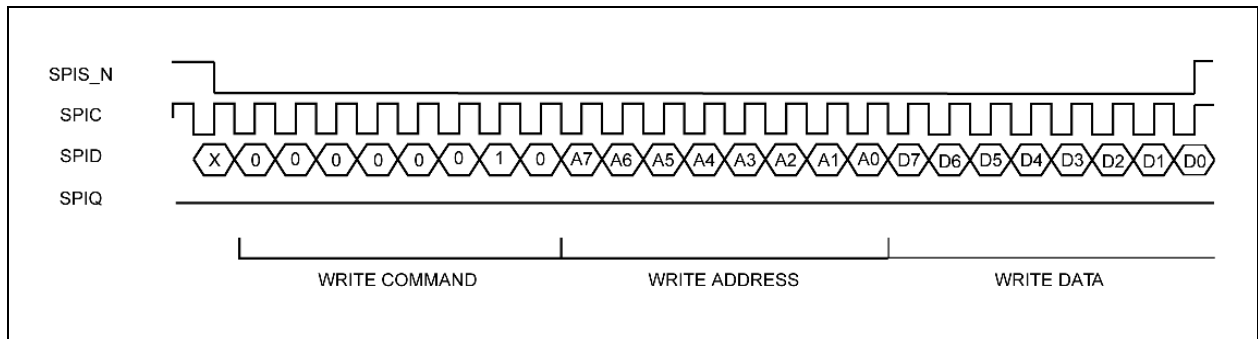 SPIS_N
SPIC
SPID X 0 0 0 0 0 0 1 0 A7 A6 A5 A4 A3 A2 A1 A0 D7 D6 D5 D4 D3 D2 D1 D0
SPIQ
WRITE COMMAND WRITE ADDRESS WRITE DATA